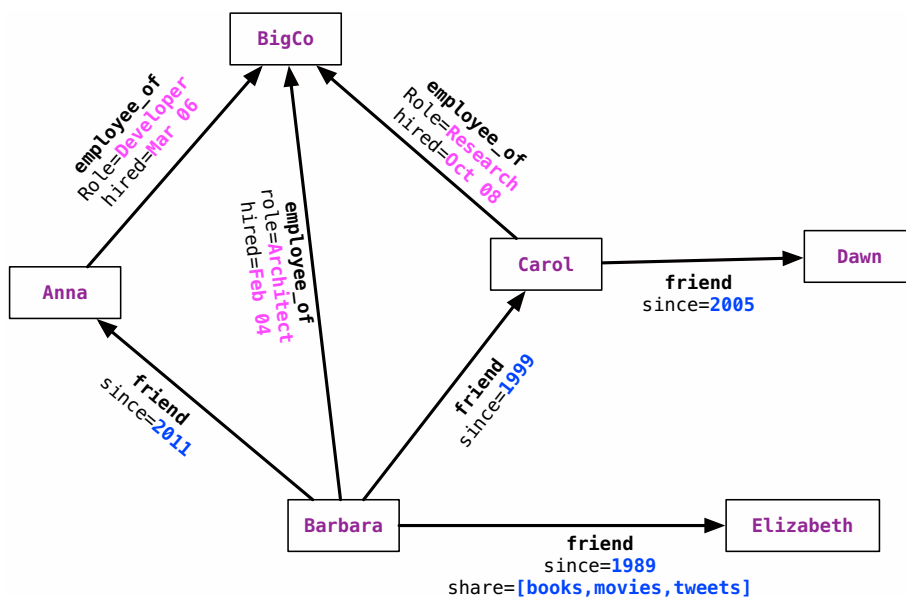 BigCo
employee_of
Role=Developer
hired=Mar 06
employee_of
role=Architect
hired=Feb 04
employee_of
Role=Research
hired=Oct 08
Anna
Carol
Dawn
friend
since=2005
friend
since=2011
friend
since=1999
Barbara
Elizabeth
friend
since=1989
share=[books,movies,tweets]